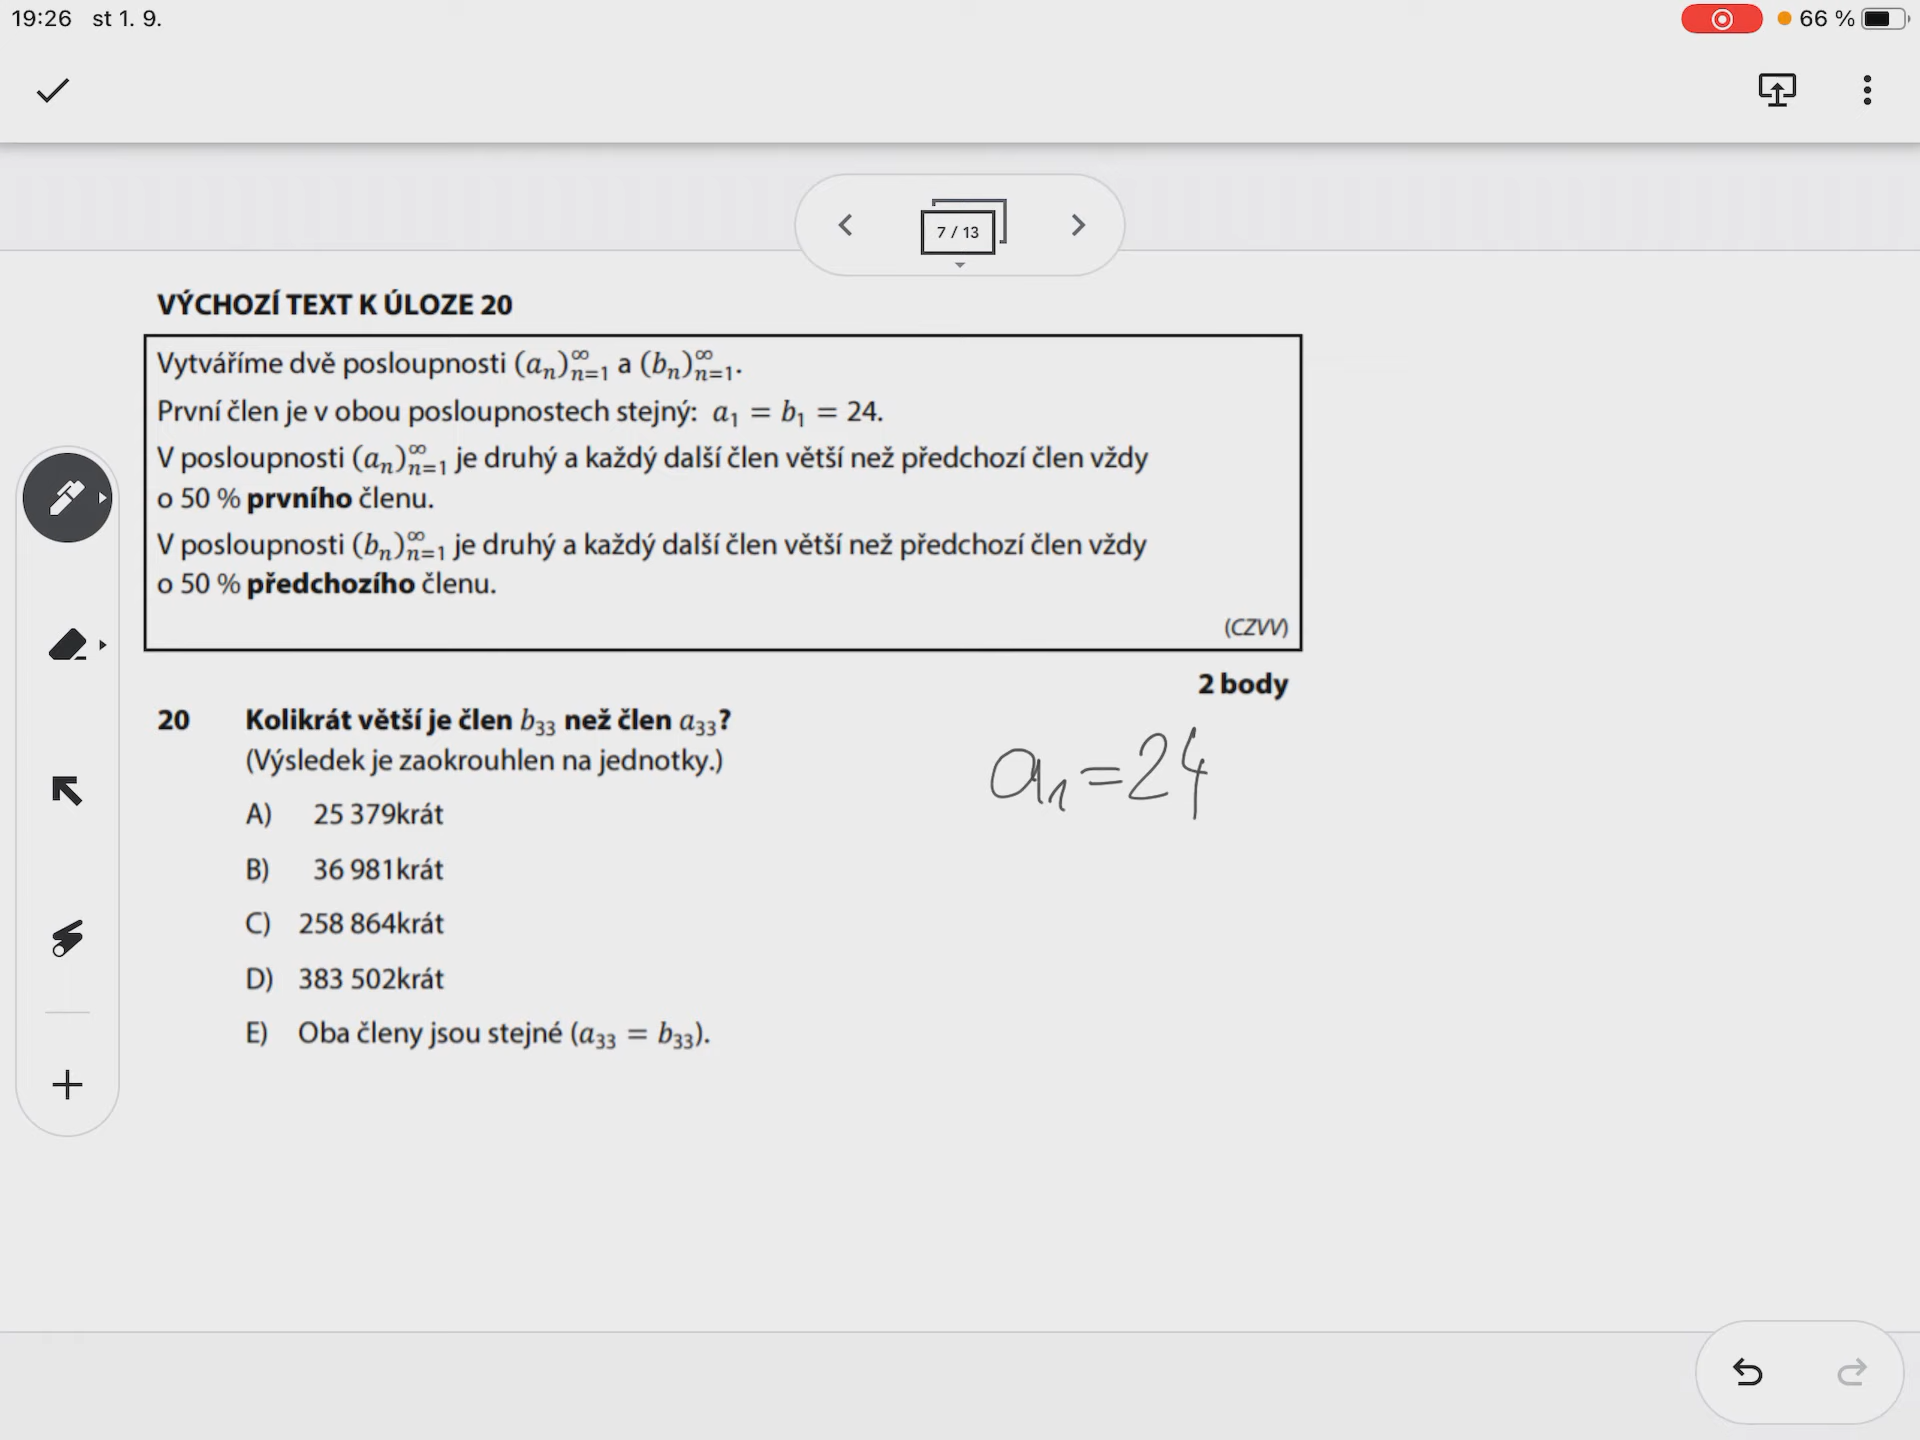 19:26 st 1. 9. 66 %
7 / 13
VÝCHOZÍ TEXT K ÚLOZE 20
Vytváříme dvě posloupnosti (aₙ)ₙ₌₁^∞ a (bₙ)ₙ₌₁^∞.
První člen je v obou posloupnostech stejný: a₁ = b₁ = 24.
V posloupnosti (aₙ)ₙ₌₁^∞ je druhý a každý další člen větší než předchozí člen vždy
o 50 % prvního členu.
V posloupnosti (bₙ)ₙ₌₁^∞ je druhý a každý další člen větší než předchozí člen vždy
o 50 % předchozího členu.
(CZVV)
2 body
20 Kolikrát větší je člen b₃₃ než člen a₃₃?
(Výsledek je zaokrouhlen na jednotky.)
a₁ = 24
A) 25 379krát
B) 36 981krát
C) 258 864krát
D) 383 502krát
E) Oba členy jsou stejné (a₃₃ = b₃₃).